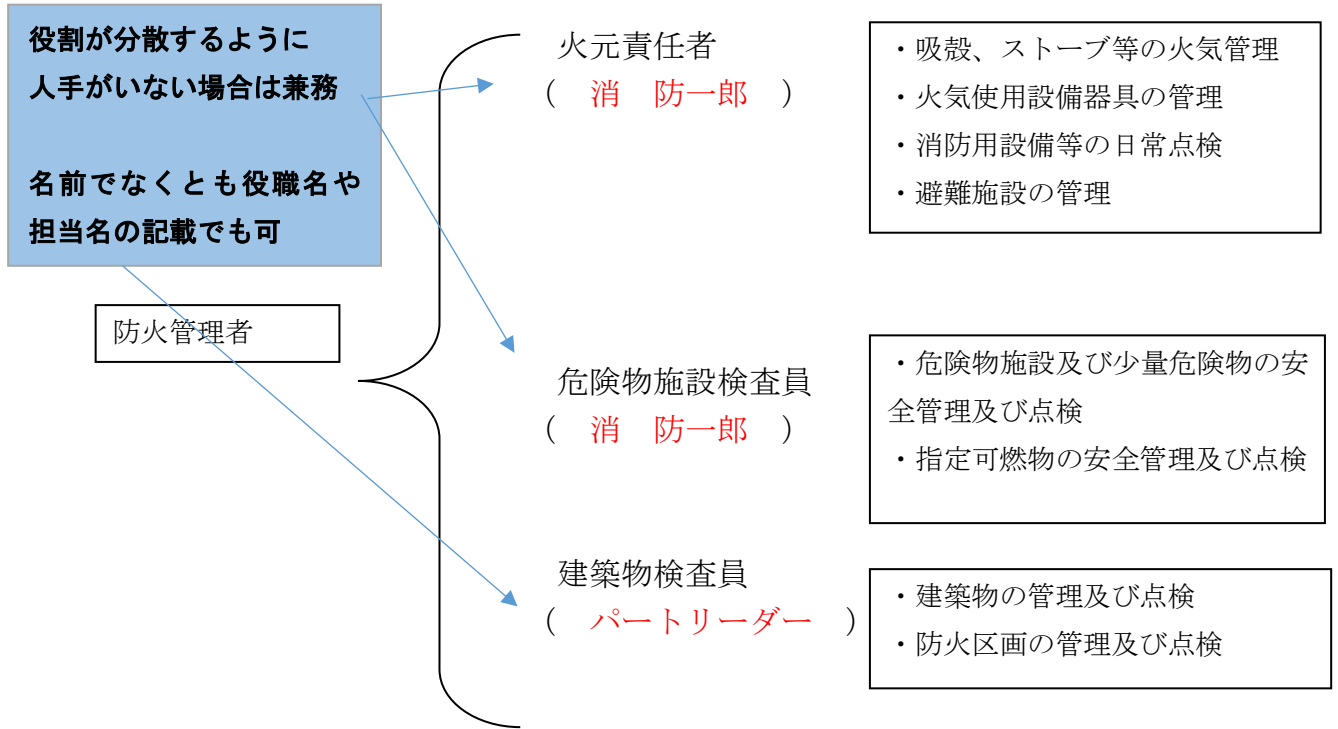 役割が分散するように
人手がいない場合は兼務
名前でなくとも役職名や
担当名の記載でも可
防火管理者
火元責任者
（　消　防一郎　）
・吸殻、ストーブ等の火気管理
・火気使用設備器具の管理
・消防用設備等の日常点検
・避難施設の管理
危険物施設検査員
（　消　防一郎　）
・危険物施設及び少量危険物の安
全管理及び点検
・指定可燃物の安全管理及び点検
建築物検査員
（　パートリーダー　）
・建築物の管理及び点検
・防火区画の管理及び点検